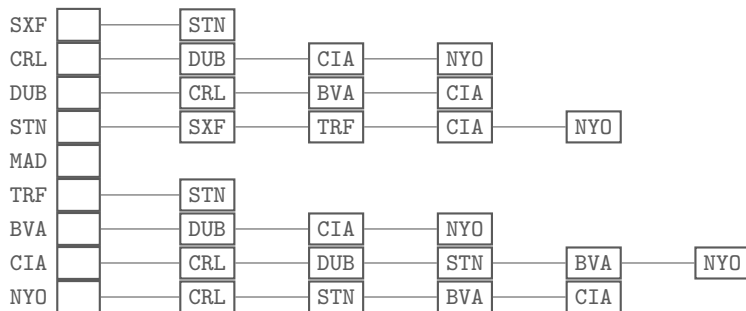 SXF STN
CRL DUB CIA NYO
DUB CRL BVA CIA
STN SXF TRF CIA NYO
MAD
TRF STN
BVA DUB CIA NYO
CIA CRL DUB STN BVA NYO
NYO CRL STN BVA CIA